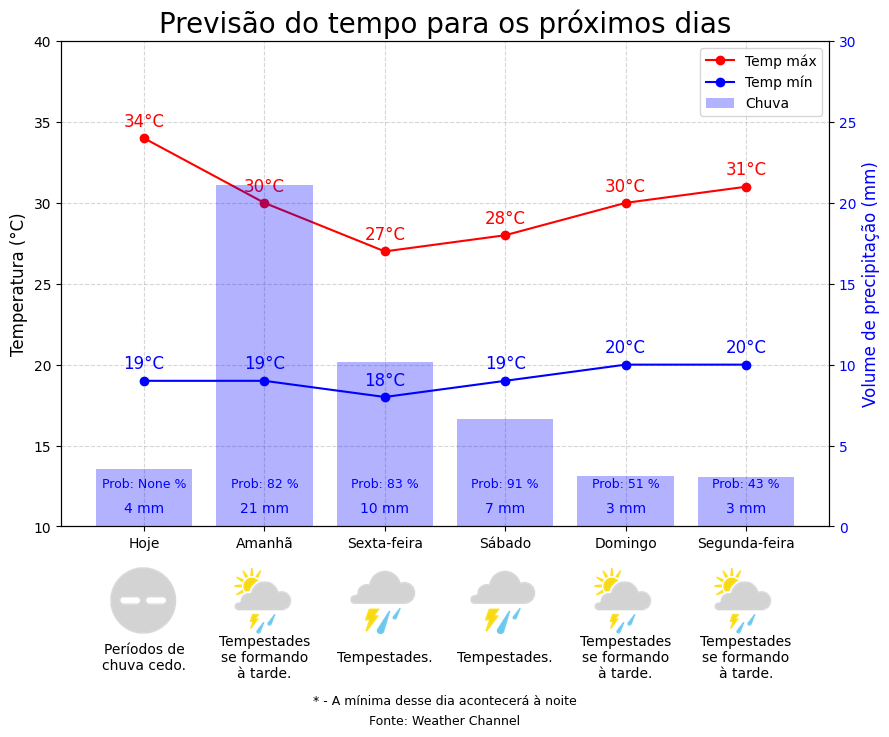 Previsão do tempo para os próximos dias
Temperatura (°C)
40
35
30
25
20
15
10
Volume de precipitação (mm)
30
25
20
15
10
5
0
Temp máx
Temp mín
Chuva
34°C
30°C
27°C
28°C
30°C
31°C
19°C
19°C
18°C
19°C
20°C
20°C
Prob: None %
Prob: 82 %
Prob: 83 %
Prob: 91 %
Prob: 51 %
Prob: 43 %
4 mm
21 mm
10 mm
7 mm
3 mm
3 mm
Hoje
Amanhã
Sexta-feira
Sábado
Domingo
Segunda-feira
Períodos de
chuva cedo.
Tempestades
se formando
à tarde.
Tempestades.
Tempestades.
Tempestades
se formando
à tarde.
Tempestades
se formando
à tarde.
* - A mínima desse dia acontecerá à noite
Fonte: Weather Channel